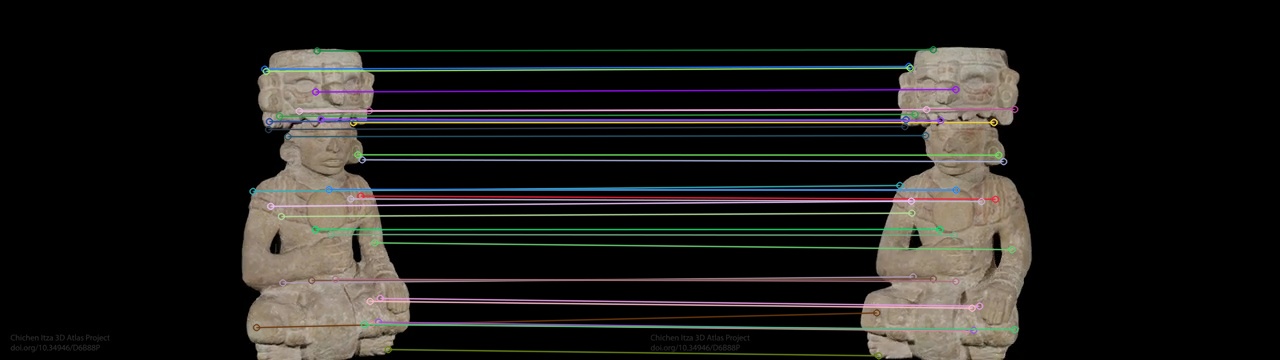 Chichen Itza 3D Atlas Project
doi.org/10.34946/D6B88P
Chichen Itza 3D Atlas Project
doi.org/10.34946/D6B88P